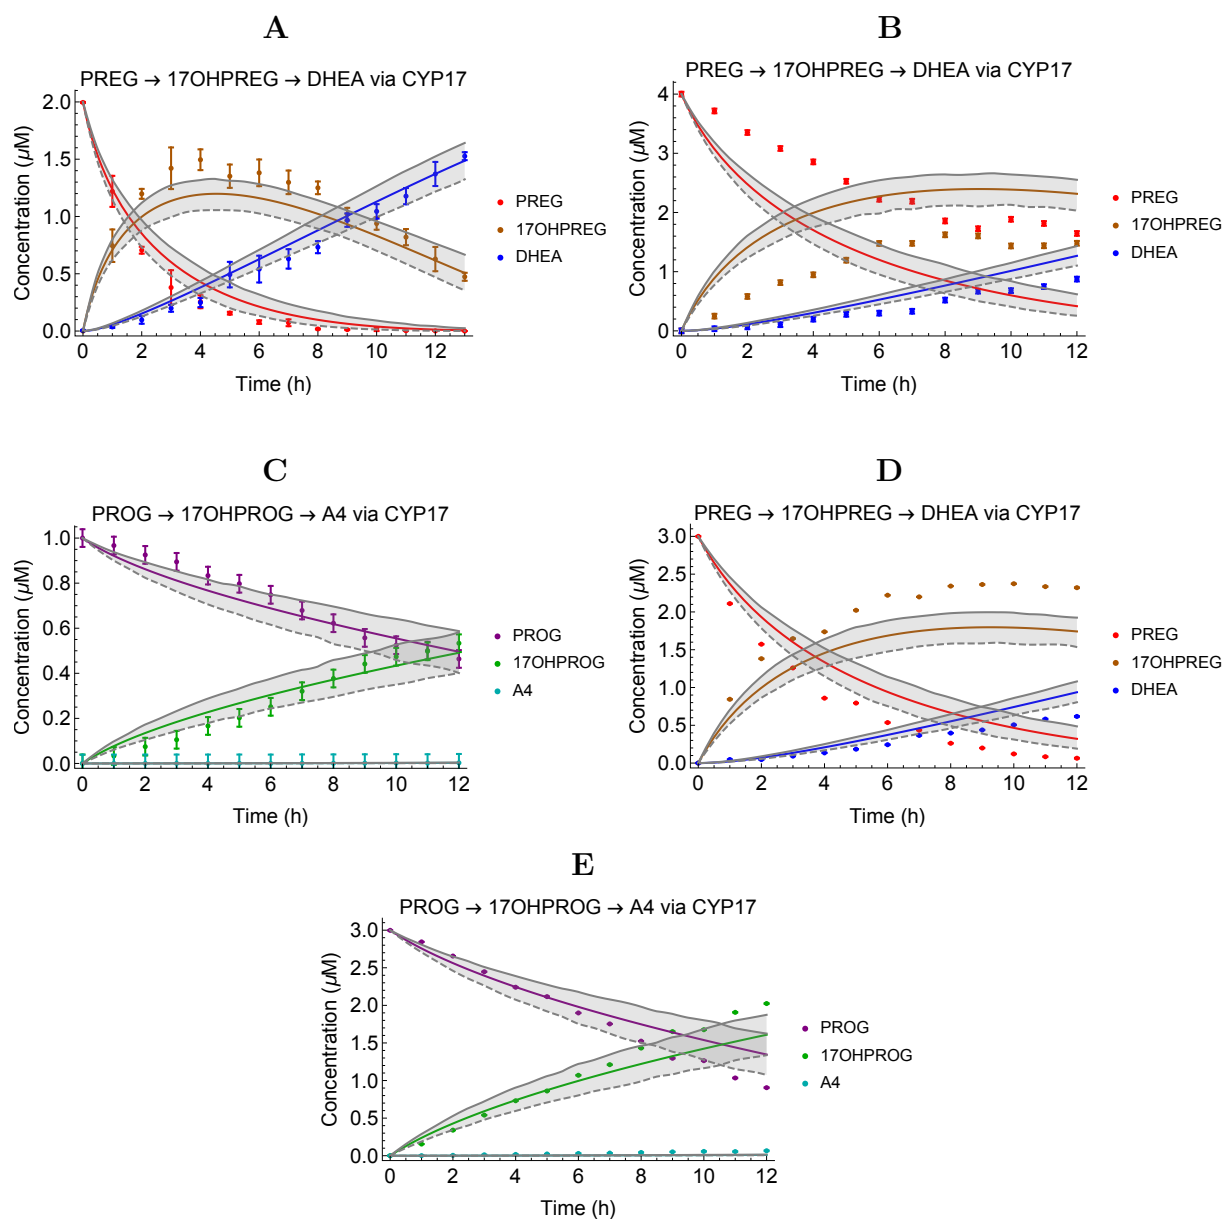 A
PREG → 17OHPREG → DHEA via CYP17
Concentration (µM)
2.0
1.5
1.0
0.5
0.0
0 2 4 6 8 10 12
Time (h)
PREG
17OHPREG
DHEA
B
PREG → 17OHPREG → DHEA via CYP17
Concentration (µM)
4
3
2
1
0
0 2 4 6 8 10 12
Time (h)
PREG
17OHPREG
DHEA
C
PROG → 17OHPROG → A4 via CYP17
Concentration (µM)
1.0
0.8
0.6
0.4
0.2
0.0
0 2 4 6 8 10 12
Time (h)
PROG
17OHPROG
A4
D
PREG → 17OHPREG → DHEA via CYP17
Concentration (µM)
3.0
2.5
2.0
1.5
1.0
0.5
0.0
0 2 4 6 8 10 12
Time (h)
PREG
17OHPREG
DHEA
E
PROG → 17OHPROG → A4 via CYP17
Concentration (µM)
3.0
2.5
2.0
1.5
1.0
0.5
0.0
0 2 4 6 8 10 12
Time (h)
PROG
17OHPROG
A4